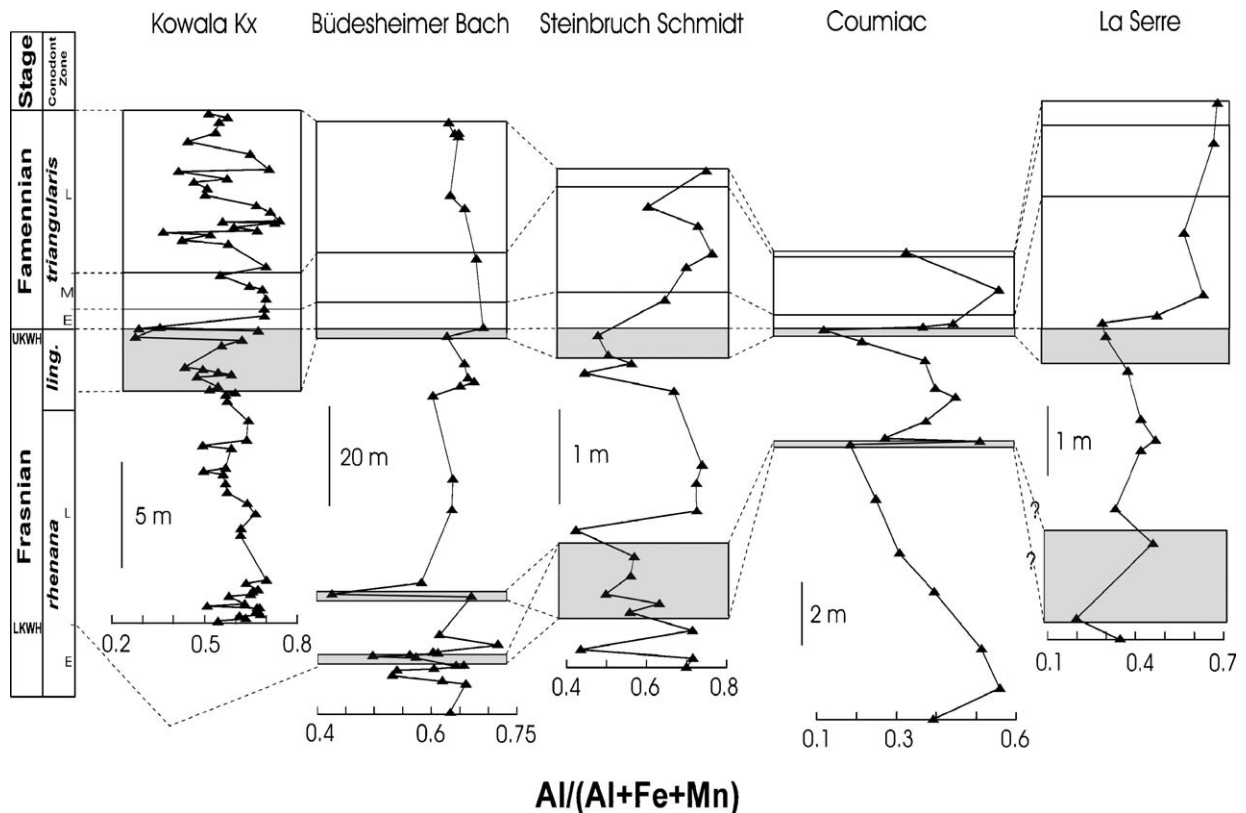 Kowala Kx Büdesheimer Bach Steinbruch Schmidt Coumiac La Serre
Stage
Conodont Zone
Famennian
triangularis
L
M
E
UKWH
ling.
Frasnian
rhenana
L
LKWH
E
5 m
20 m
1 m
2 m
1 m
?
?
0.2 0.5 0.8
0.4 0.6 0.75
0.4 0.6 0.8
0.1 0.3 0.6
0.1 0.4 0.7
Al/(Al+Fe+Mn)